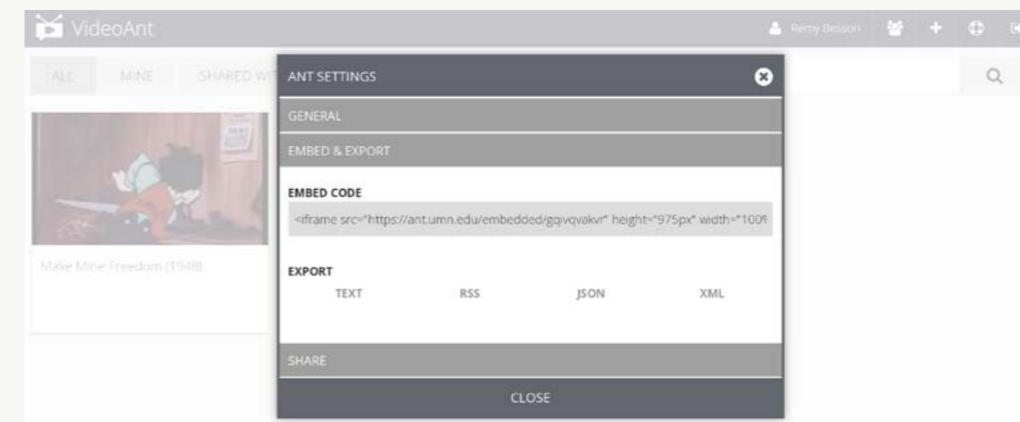 VideoAnt
Rémy Besson
ALL MINE SHARED WIT
ANT SETTINGS
GENERAL
EMBED & EXPORT
EMBED CODE
<iframe src="https://ant.umn.edu/embedded/gqivqvakvr" height="975px" width="100%
Make Mine Freedom (1948)
EXPORT
TEXT RSS JSON XML
SHARE
CLOSE